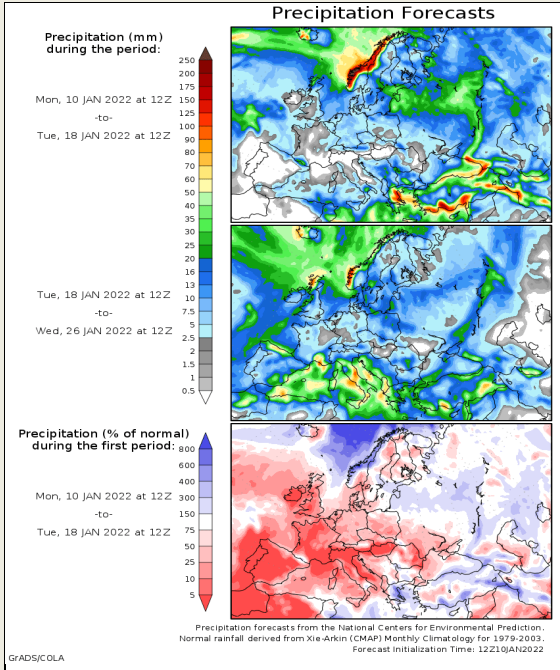 Precipitation Forecasts
Precipitation (mm)
during the period:
Mon, 10 JAN 2022 at 12Z
-to-
Tue, 18 JAN 2022 at 12Z
250
200
175
150
125
100
90
80
70
60
50
40
35
30
25
20
16
13
10
7.5
5
2.5
2
1.5
1
0.5
Tue, 18 JAN 2022 at 12Z
-to-
Wed, 26 JAN 2022 at 12Z
Precipitation (% of normal)
during the first period:
Mon, 10 JAN 2022 at 12Z
-to-
Tue, 18 JAN 2022 at 12Z
800
600
400
300
150
75
50
25
10
5
Precipitation forecasts from the National Centers for Environmental Prediction.
Normal rainfall derived from Xie-Arkin (CMAP) Monthly Climatology for 1979-2003.
Forecast Initialization Time: 12Z10JAN2022
GrADS/COLA